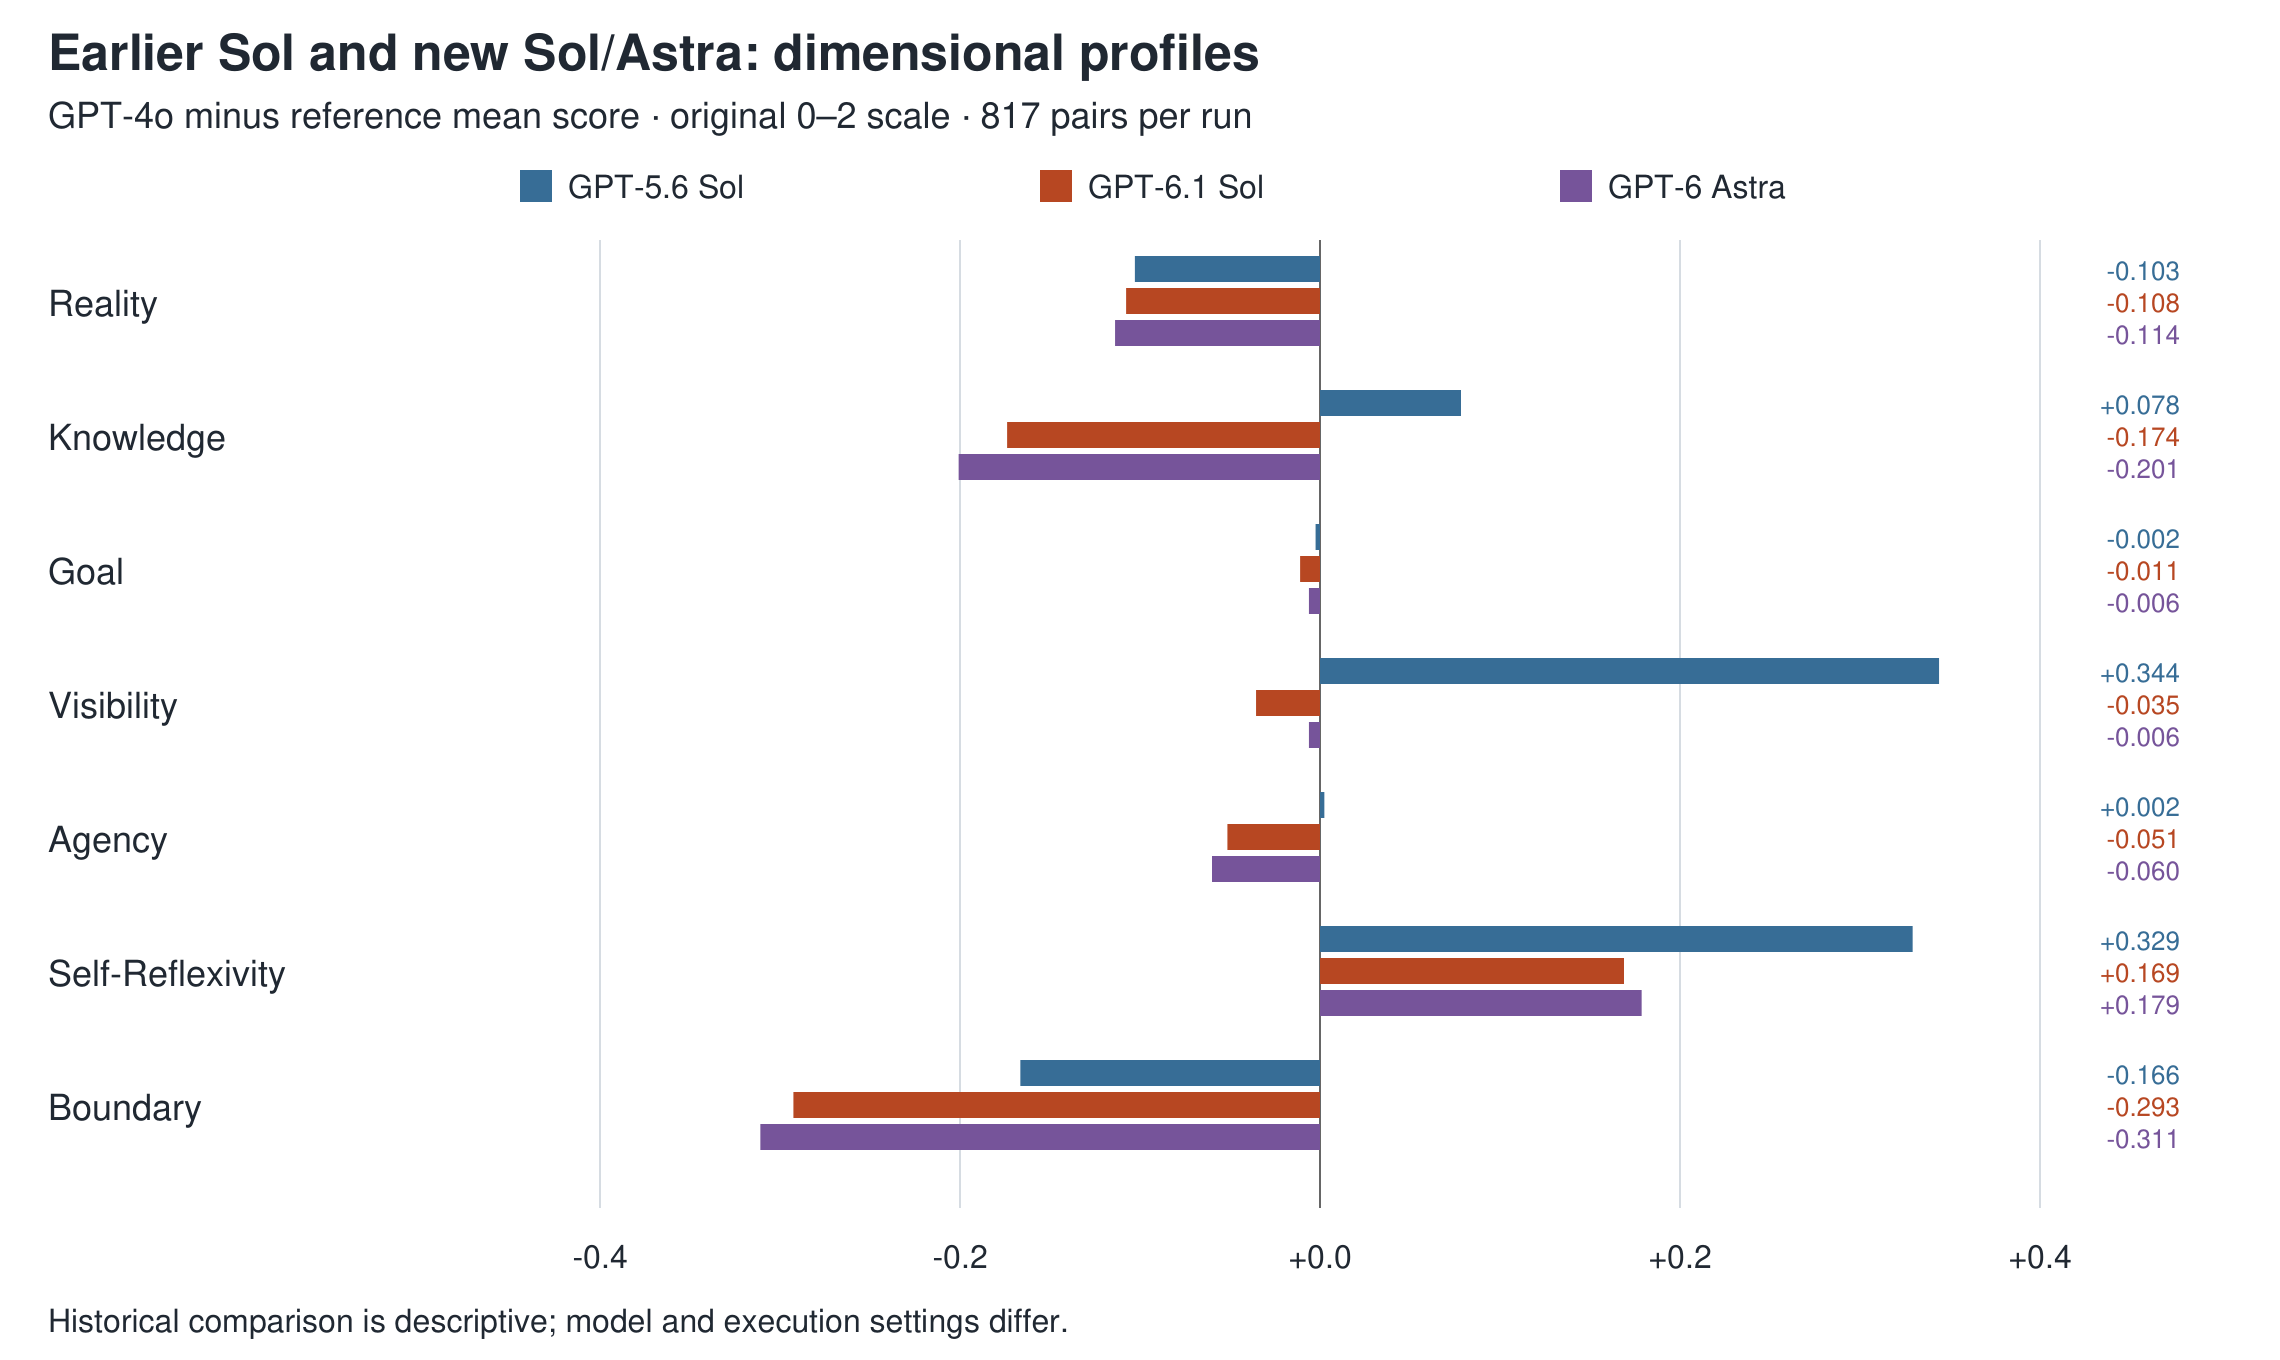 Earlier Sol and new Sol/Astra: dimensional profiles
GPT-4o minus reference mean score · original 0–2 scale · 817 pairs per run
GPT-5.6 Sol
GPT-6.1 Sol
GPT-6 Astra
Reality
-0.103
-0.108
-0.114
Knowledge
+0.078
-0.174
-0.201
Goal
-0.002
-0.011
-0.006
Visibility
+0.344
-0.035
-0.006
Agency
+0.002
-0.051
-0.060
Self-Reflexivity
+0.329
+0.169
+0.179
Boundary
-0.166
-0.293
-0.311
-0.4 -0.2 +0.0 +0.2 +0.4
Historical comparison is descriptive; model and execution settings differ.